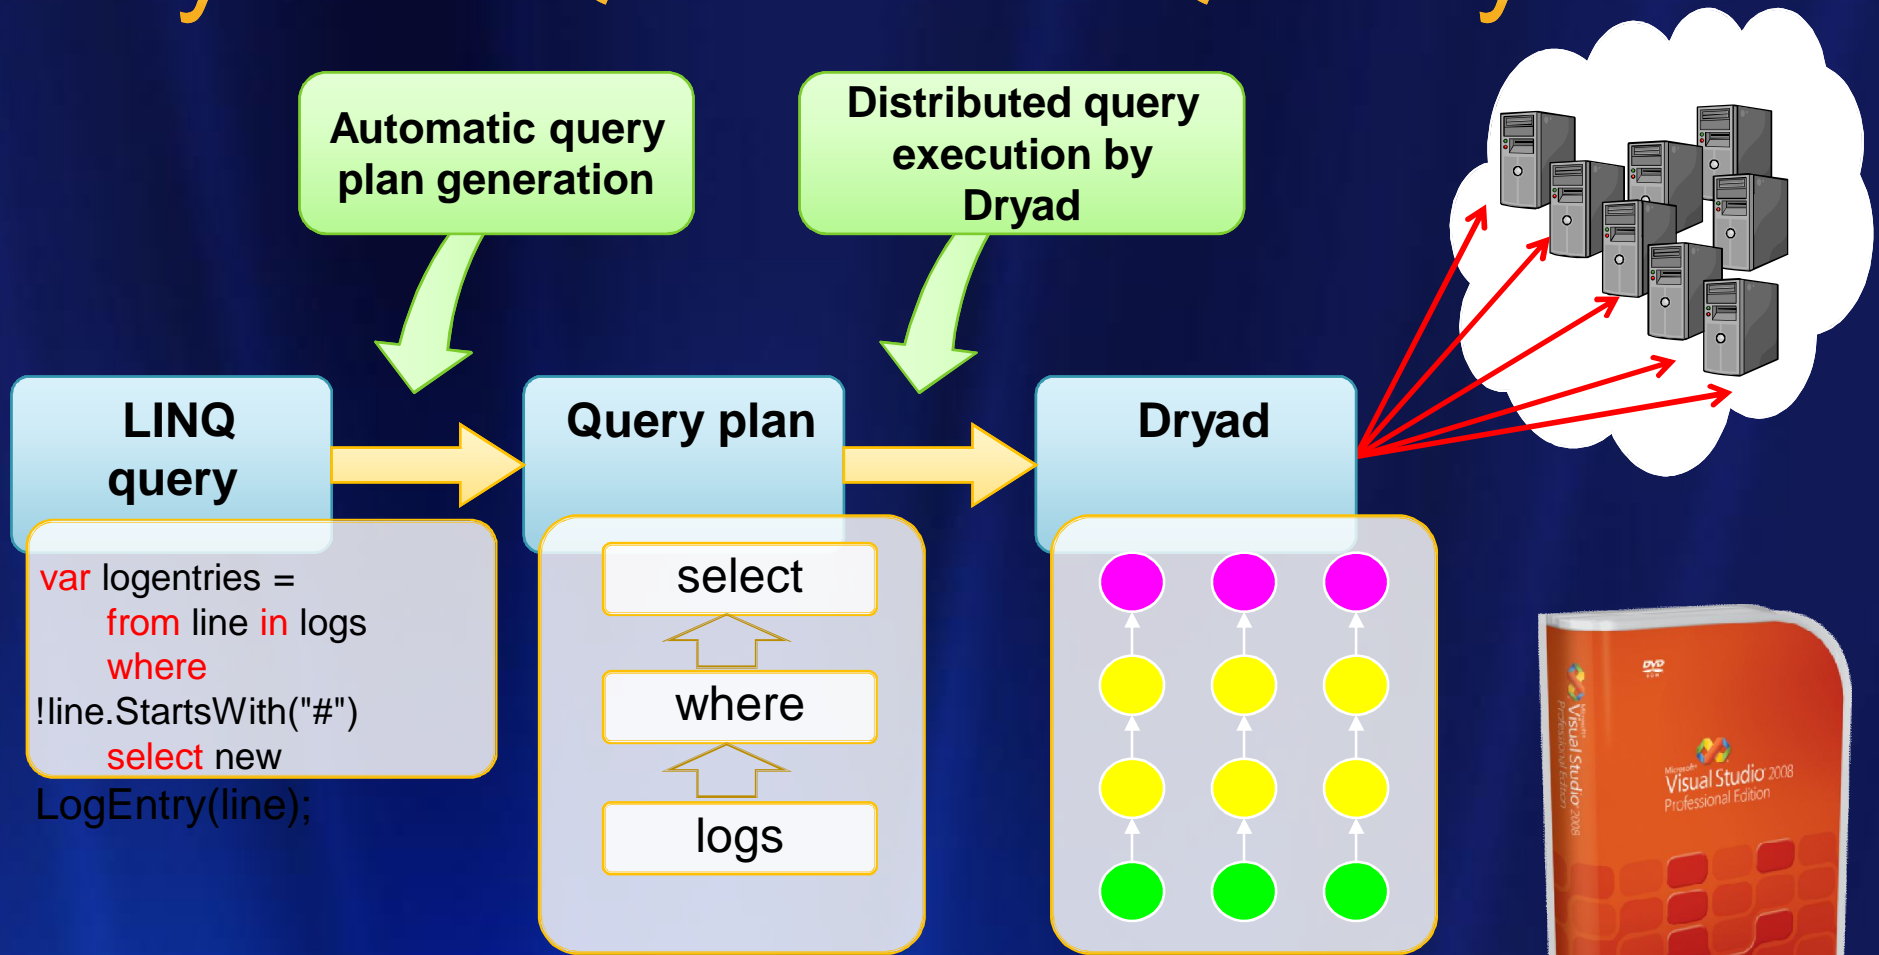 Automatic query
plan generation
Distributed query
execution by
Dryad
LINQ
query
Query plan
Dryad
var logentries =
from line in logs
where
!line.StartsWith("#")
select new
LogEntry(line);
select
where
logs
DVD
Microsoft
Visual Studio 2008
Professional Edition
Microsoft
Visual Studio 2008
Professional Edition